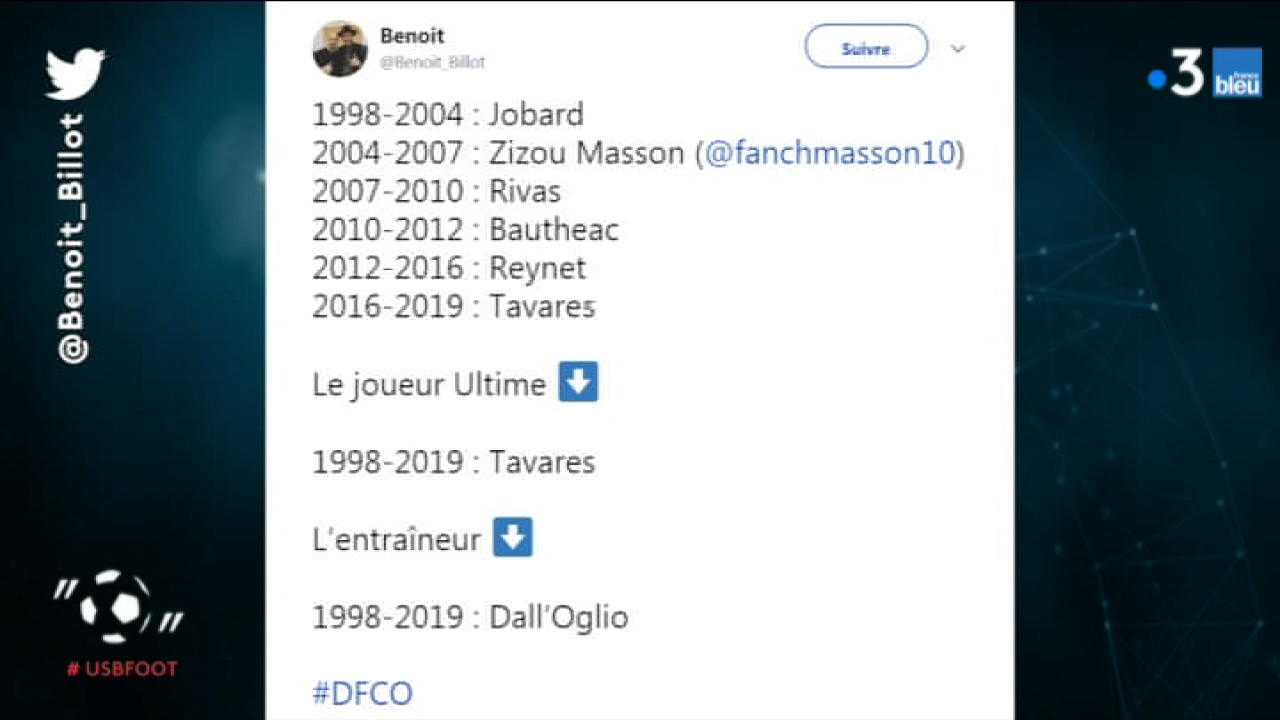 Benoit
@Benoit_Billot
Suivre
1998-2004 : Jobard
2004-2007 : Zizou Masson (@fanchmasson10)
2007-2010 : Rivas
2010-2012 : Bautheac
2012-2016 : Reynet
2016-2019 : Tavares
Le joueur Ultime ⬇
1998-2019 : Tavares
L'entraîneur ⬇
1998-2019 : Dall'Oglio
#DFCO
@Benoit_Billot
3
france
bleu
# USBFOOT